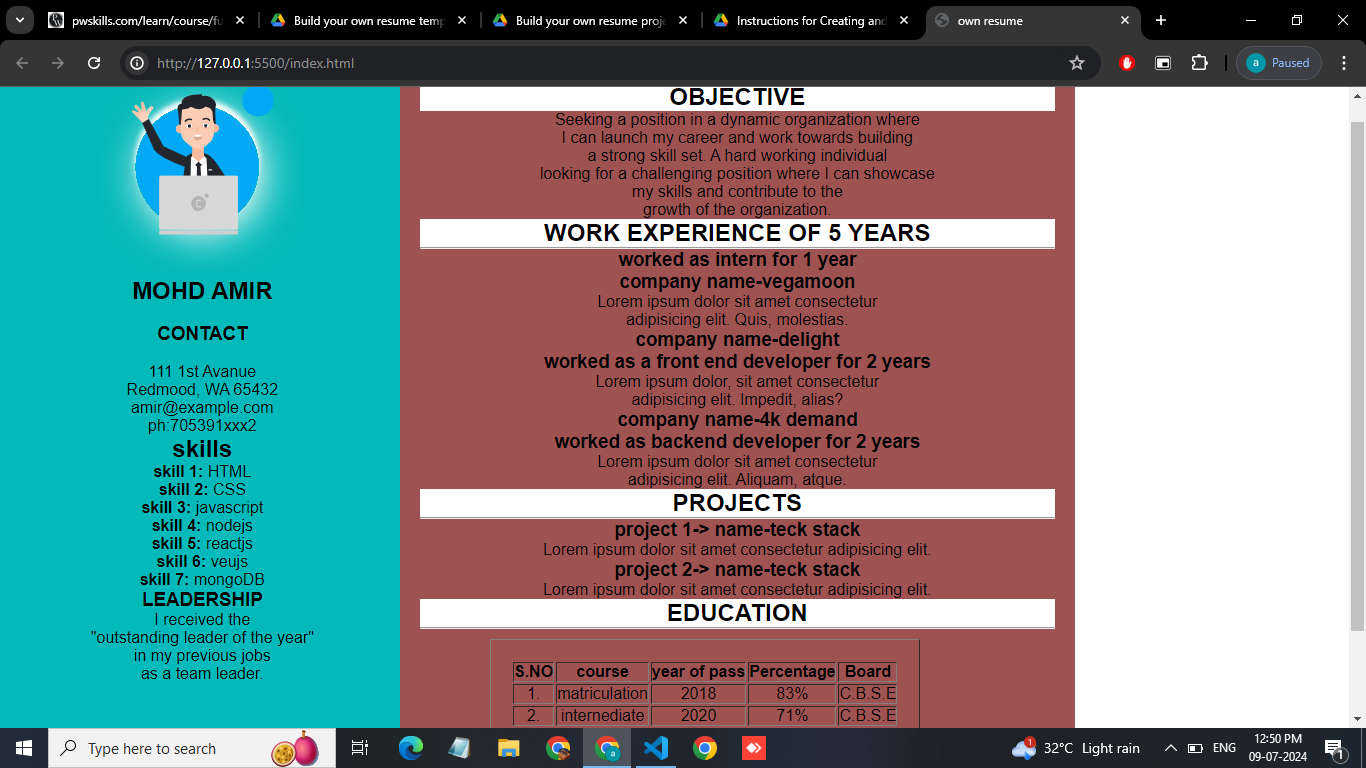 pwskills.com/learn/course/fu
Build your own resume temp
Build your own resume proje
Instructions for Creating and
own resume
http://127.0.0.1:5500/index.html
a
Paused
MOHD AMIR
CONTACT
111 1st Avanue
Redmood, WA 65432
amir@example.com
ph:705391xxx2
skills
skill 1: HTML
skill 2: CSS
skill 3: javascript
skill 4: nodejs
skill 5: reactjs
skill 6: veujs
skill 7: mongoDB
LEADERSHIP
I received the
"outstanding leader of the year"
in my previous jobs
as a team leader.
OBJECTIVE
Seeking a position in a dynamic organization where
I can launch my career and work towards building
a strong skill set. A hard working individual
looking for a challenging position where I can showcase
my skills and contribute to the
growth of the organization.
WORK EXPERIENCE OF 5 YEARS
worked as intern for 1 year
company name-vegamoon
Lorem ipsum dolor sit amet consectetur
adipisicing elit. Quis, molestias.
company name-delight
worked as a front end developer for 2 years
Lorem ipsum dolor, sit amet consectetur
adipisicing elit. Impedit, alias?
company name-4k demand
worked as backend developer for 2 years
Lorem ipsum dolor sit amet consectetur
adipisicing elit. Aliquam, atque.
PROJECTS
project 1-> name-teck stack
Lorem ipsum dolor sit amet consectetur adipisicing elit.
project 2-> name-teck stack
Lorem ipsum dolor sit amet consectetur adipisicing elit.
EDUCATION
S.NO course year of pass Percentage Board
1. matriculation 2018 83% C.B.S.E
2. internediate 2020 71% C.B.S.E
Type here to search
a
1
32°C Light rain
ENG
12:50 PM
09-07-2024
1